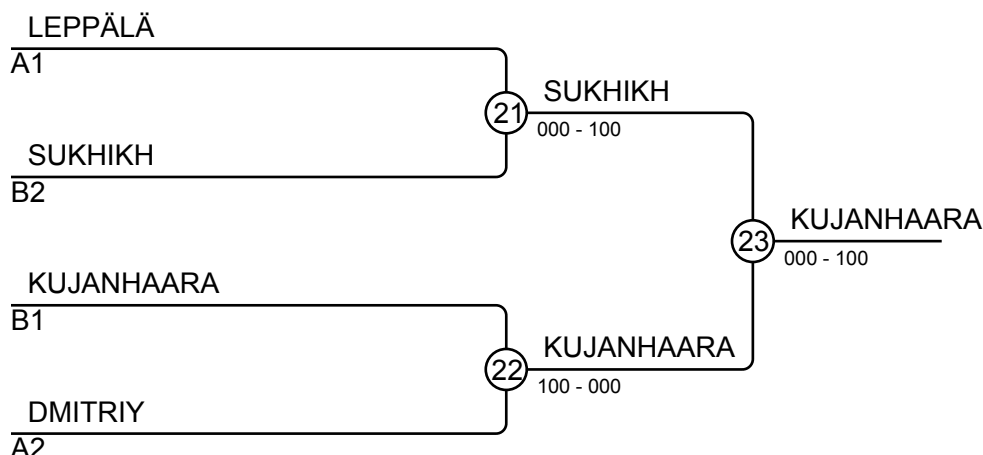 LEPPÄLÄ
A1
21
SUKHIKH
000 - 100
SUKHIKH
B2
23
KUJANHAARA
000 - 100
KUJANHAARA
B1
22
KUJANHAARA
100 - 000
DMITRIY
A2